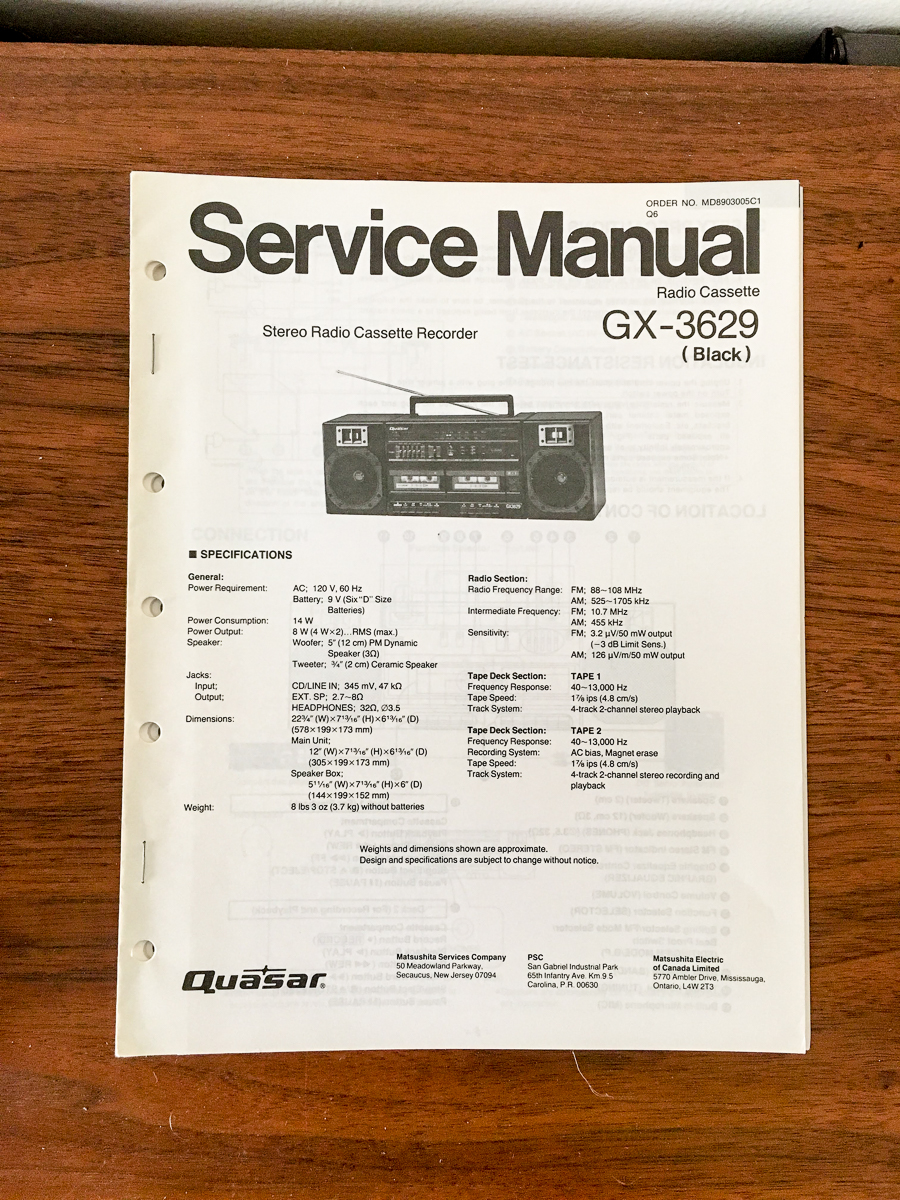 ORDER NO. MD8903005C1
Q6
Service Manual
Radio Cassette
Stereo Radio Cassette Recorder
GX-3629
(Black)
Quasar
GX3629
■ SPECIFICATIONS
General:
Power Requirement: AC; 120 V, 60 Hz
Battery; 9 V (Six "D" Size
Batteries)
Power Consumption: 14 W
Power Output: 8 W (4 W×2)...RMS (max.)
Speaker: Woofer; 5" (12 cm) PM Dynamic
Speaker (3Ω)
Tweeter; ¾" (2 cm) Ceramic Speaker
Jacks:
Input; CD/LINE IN; 345 mV, 47 kΩ
Output; EXT. SP; 2.7~8Ω
HEADPHONES; 32Ω, ∅3.5
Dimensions: 22¾" (W)×7¹³/₁₆" (H)×6¹³/₁₆" (D)
(578×199×173 mm)
Main Unit;
12" (W)×7¹³/₁₆" (H)×6¹³/₁₆" (D)
(305×199×173 mm)
Speaker Box;
5¹¹/₁₆" (W)×7¹³/₁₆" (H)×6" (D)
(144×199×152 mm)
Weight: 8 lbs 3 oz (3.7 kg) without batteries
Radio Section:
Radio Frequency Range: FM; 88~108 MHz
AM; 525~1705 kHz
Intermediate Frequency: FM; 10.7 MHz
AM; 455 kHz
Sensitivity: FM; 3.2 µV/50 mW output
(−3 dB Limit Sens.)
AM; 126 µV/m/50 mW output
Tape Deck Section: TAPE 1
Frequency Response: 40~13,000 Hz
Tape Speed: 1⅞ ips (4.8 cm/s)
Track System: 4-track 2-channel stereo playback
Tape Deck Section: TAPE 2
Frequency Response: 40~13,000 Hz
Recording System: AC bias, Magnet erase
Tape Speed: 1⅞ ips (4.8 cm/s)
Track System: 4-track 2-channel stereo recording and
playback
Weights and dimensions shown are approximate.
Design and specifications are subject to change without notice.
Quasar®
Matsushita Services Company
50 Meadowland Parkway,
Secaucus, New Jersey 07094
PSC
San Gabriel Industrial Park
65th Infantry Ave. Km.9.5
Carolina, P.R. 00630
Matsushita Electric
of Canada Limited
5770 Ambler Drive, Mississauga,
Ontario, L4W 2T3